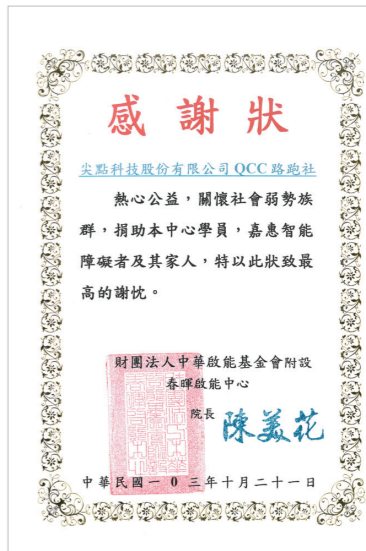 感謝狀
尖點科技股份有限公司QCC路跑社
熱心公益，關懷社會弱勢族
群，捐助本中心學員，嘉惠智能
障礙者及其家人，特以此狀致最
高的謝忱。
財團法人中華啟能基金會附設
春暉啟能中心
院長 陳美花
中華民國一0三年十月二十一日